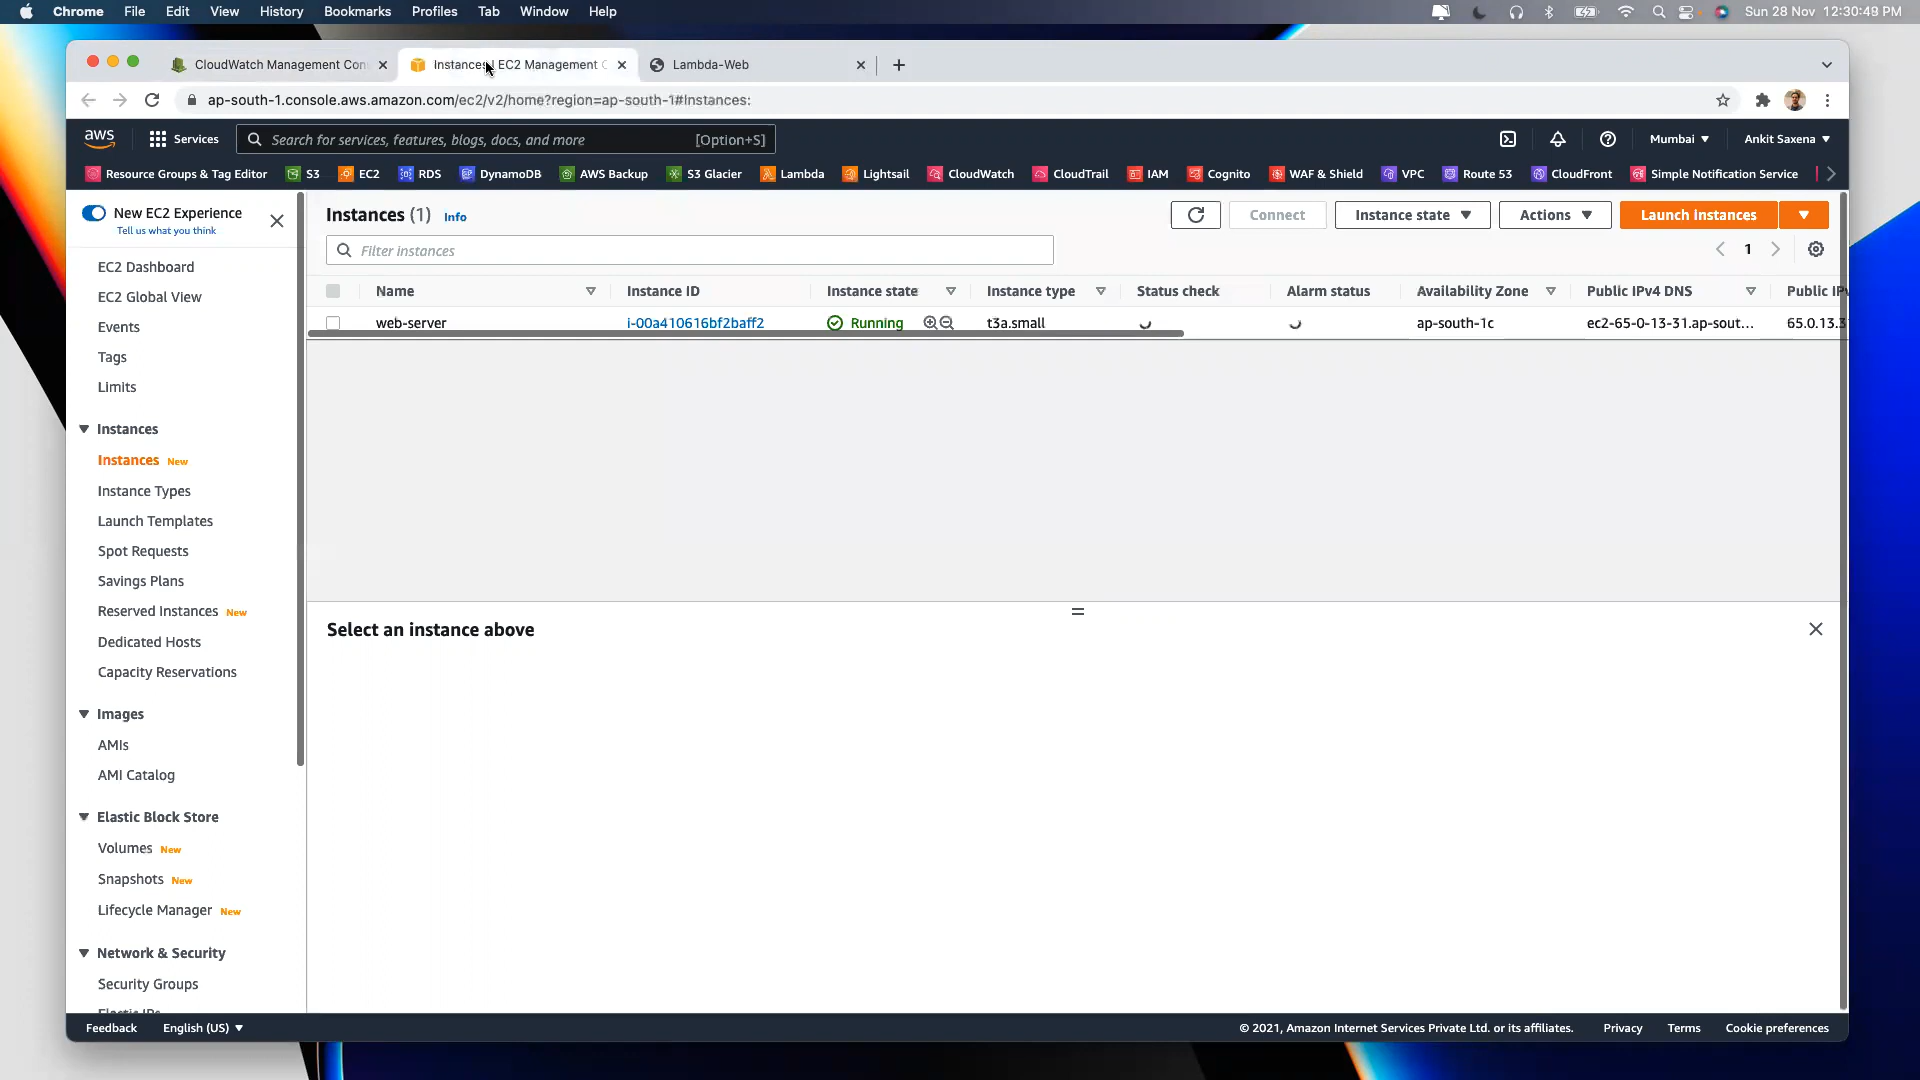 Chrome File Edit View History Bookmarks Profiles Tab Window Help Sun 28 Nov 12:30:48 PM
CloudWatch Management Con Instances | EC2 Management C Lambda-Web
ap-south-1.console.aws.amazon.com/ec2/v2/home?region=ap-south-1#Instances:
aws Services Search for services, features, blogs, docs, and more [Option+S] Mumbai Ankit Saxena
Resource Groups & Tag Editor S3 EC2 RDS DynamoDB AWS Backup S3 Glacier Lambda Lightsail CloudWatch CloudTrail IAM Cognito WAF & Shield VPC Route 53 CloudFront Simple Notification Service
New EC2 Experience
Tell us what you think
EC2 Dashboard
EC2 Global View
Events
Tags
Limits
Instances
Instances New
Instance Types
Launch Templates
Spot Requests
Savings Plans
Reserved Instances New
Dedicated Hosts
Capacity Reservations
Images
AMIs
AMI Catalog
Elastic Block Store
Volumes New
Snapshots New
Lifecycle Manager New
Network & Security
Security Groups
Elastic IPs
Instances (1) Info Connect Instance state Actions Launch instances
Filter instances 1
Name Instance ID Instance state Instance type Status check Alarm status Availability Zone Public IPv4 DNS Public IPv
web-server i-00a410616bf2baff2 Running t3a.small ap-south-1c ec2-65-0-13-31.ap-sout... 65.0.13.3
Select an instance above
Feedback English (US) © 2021, Amazon Internet Services Private Ltd. or its affiliates. Privacy Terms Cookie preferences